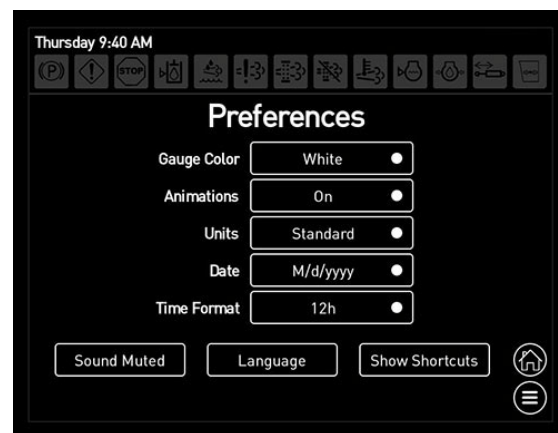 Thursday 9:40 AM
STOP
Preferences
Gauge Color White
Animations On
Units Standard
Date M/d/yyyy
Time Format 12h
Sound Muted Language Show Shortcuts